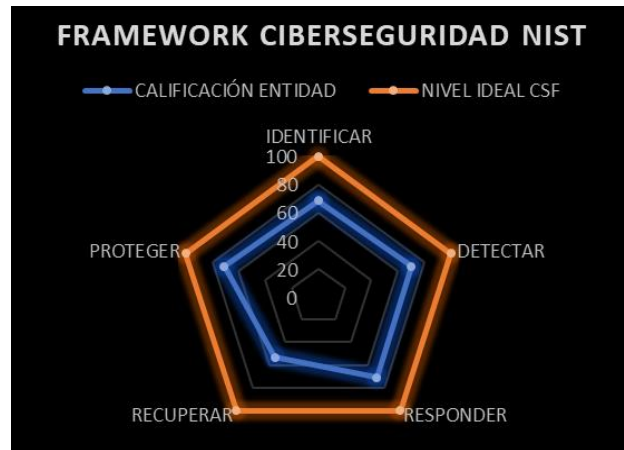 FRAMEWORK CIBERSEGURIDAD NIST
CALIFICACIÓN ENTIDAD NIVEL IDEAL CSF
IDENTIFICAR
100
80
60
PROTEGER DETECTAR
40
20
0
RECUPERAR RESPONDER